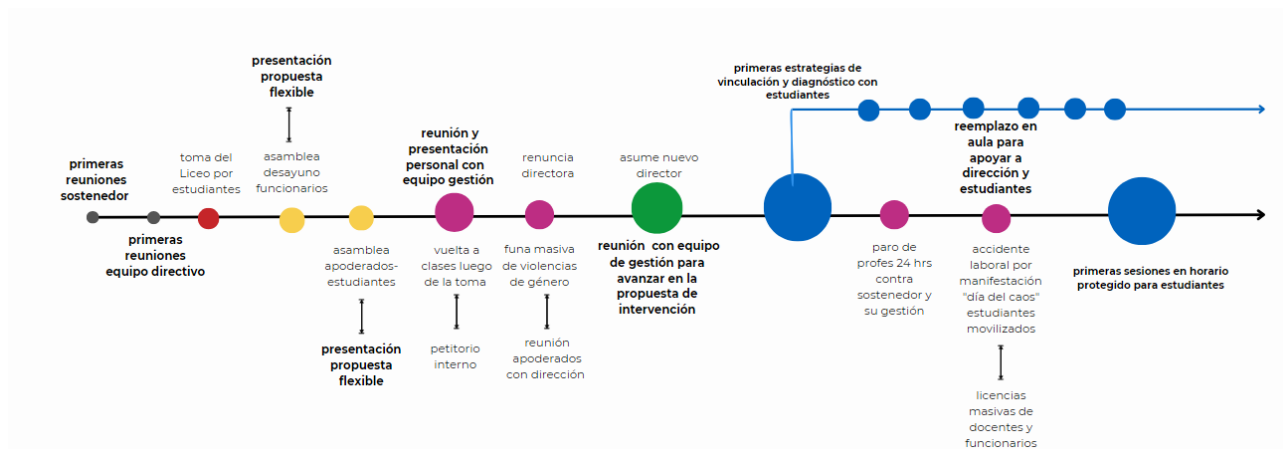 primeras
reuniones
sostenedor
primeras
reuniones
equipo directivo
toma del
Liceo por
estudiantes
presentación
propuesta
flexible
asamblea
desayuno
funcionarios
asamblea
apoderados-
estudiantes
presentación
propuesta
flexible
reunión y
presentación
personal con
equipo gestión
vuelta a
clases luego
de la toma
petitorio
interno
renuncia
directora
funa masiva
de violencias
de género
reunión
apoderados
con dirección
asume nuevo
director
reunión con equipo
de gestión para
avanzar en la
propuesta de
intervención
primeras estrategias de
vinculación y diagnóstico con
estudiantes
paro de
profes 24 hrs
contra
sostenedor y
su gestión
reemplazo en
aula para
apoyar a
dirección y
estudiantes
accidente
laboral por
manifestación
"día del caos"
estudiantes
movilizados
licencias
masivas de
docentes y
funcionarios
primeras sesiones en horario
protegido para estudiantes